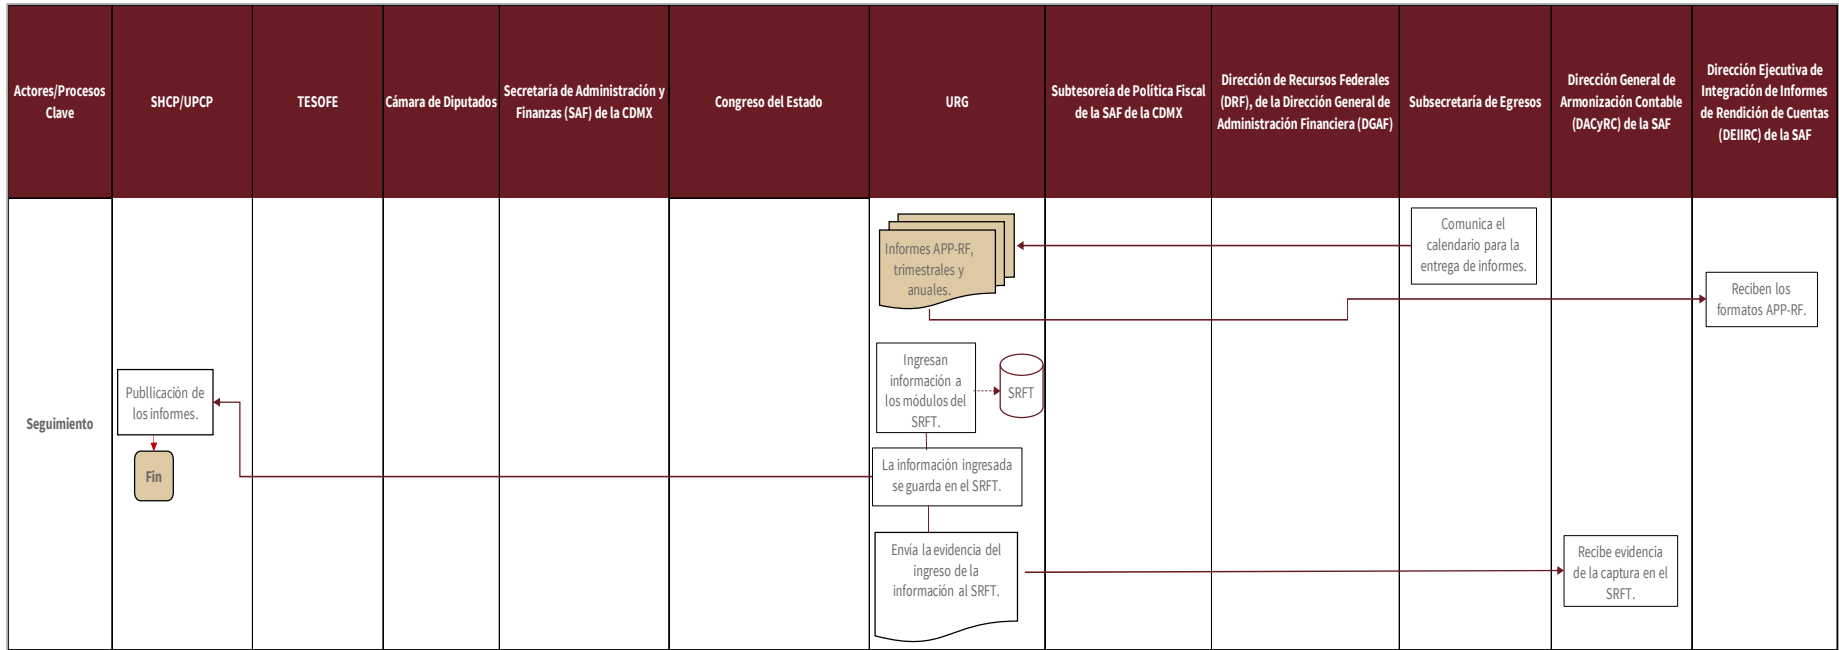 Actores/Procesos
Clave
SHCP/UPCP
TESOFE
Cámara de Diputados
Secretaría de Administración y
Finanzas (SAF) de la CDMX
Congreso del Estado
URG
Subtesoreía de Política Fiscal
de la SAF de la CDMX
Dirección de Recursos Federales
(DRF), de la Dirección General de
Administración Financiera (DGAF)
Subsecretaría de Egresos
Dirección General de
Armonización Contable
(DACyRC) de la SAF
Dirección Ejecutiva de
Integración de Informes
de Rendición de Cuentas
(DEIIRC) de la SAF
Seguimiento
Comunica el
calendario para la
entrega de informes.
Informes APP-RF,
trimestrales y
anuales.
Reciben los
formatos APP-RF.
Ingresan
información a
los módulos del
SRFT.
SRFT
Publlicación de
los informes.
Fin
La información ingresada
se guarda en el SRFT.
Envía la evidencia del
ingreso de la
información al SRFT.
Recibe evidencia
de la captura en el
SRFT.